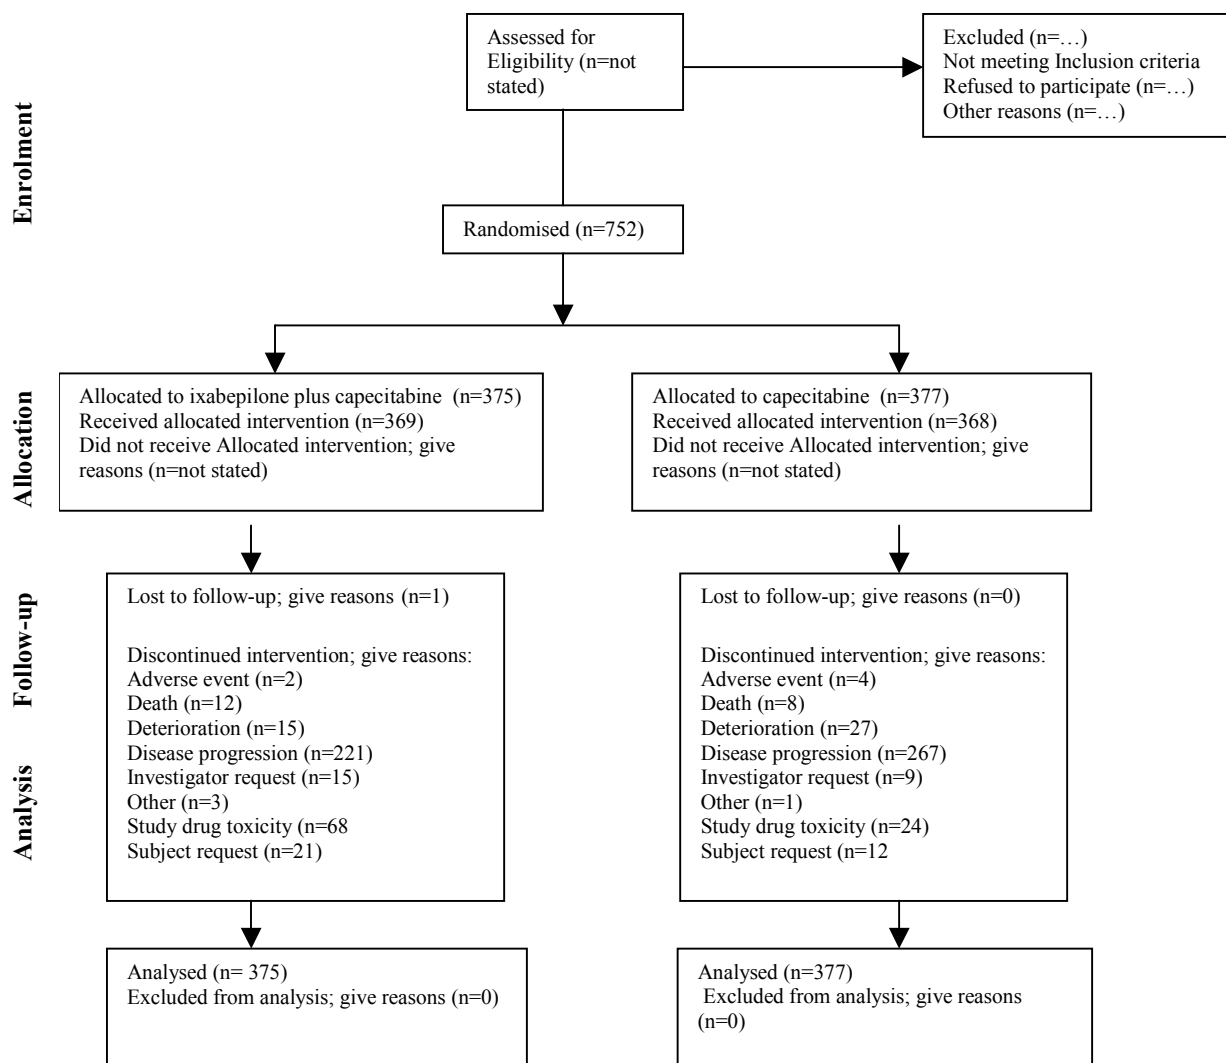 Assessed for
Eligibility (n=not
stated)
Excluded (n=…)
Not meeting Inclusion criteria
Refused to participate (n=…)
Other reasons (n=…)
Enrolment
Randomised (n=752)
Allocation
Allocated to ixabepilone plus capecitabine (n=375)
Received allocated intervention (n=369)
Did not receive Allocated intervention; give
reasons (n=not stated)
Allocated to capecitabine (n=377)
Received allocated intervention (n=368)
Did not receive Allocated intervention; give
reasons (n=not stated)
Follow-up
Lost to follow-up; give reasons (n=1)
Discontinued intervention; give reasons:
Adverse event (n=2)
Death (n=12)
Deterioration (n=15)
Disease progression (n=221)
Investigator request (n=15)
Other (n=3)
Study drug toxicity (n=68
Subject request (n=21)
Lost to follow-up; give reasons (n=0)
Discontinued intervention; give reasons:
Adverse event (n=4)
Death (n=8)
Deterioration (n=27)
Disease progression (n=267)
Investigator request (n=9)
Other (n=1)
Study drug toxicity (n=24)
Subject request (n=12
Analysis
Analysed (n= 375)
Excluded from analysis; give reasons (n=0)
Analysed (n=377)
Excluded from analysis; give reasons
(n=0)